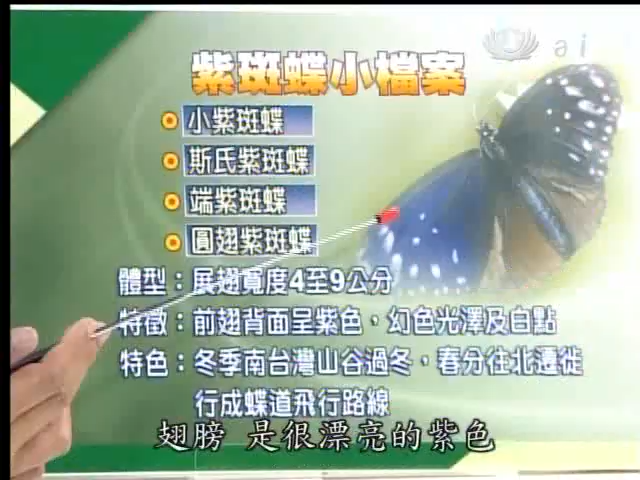 ai
紫斑蝶小檔案
小紫斑蝶
斯氏紫斑蝶
端紫斑蝶
圓翅紫斑蝶
體型：展翅寬度4至9公分
特徵：前翅背面呈紫色，幻色光澤及白點
特色：冬季南台灣山谷過冬，春分往北遷徙
行成蝶道飛行路線
翅膀 是很漂亮的紫色